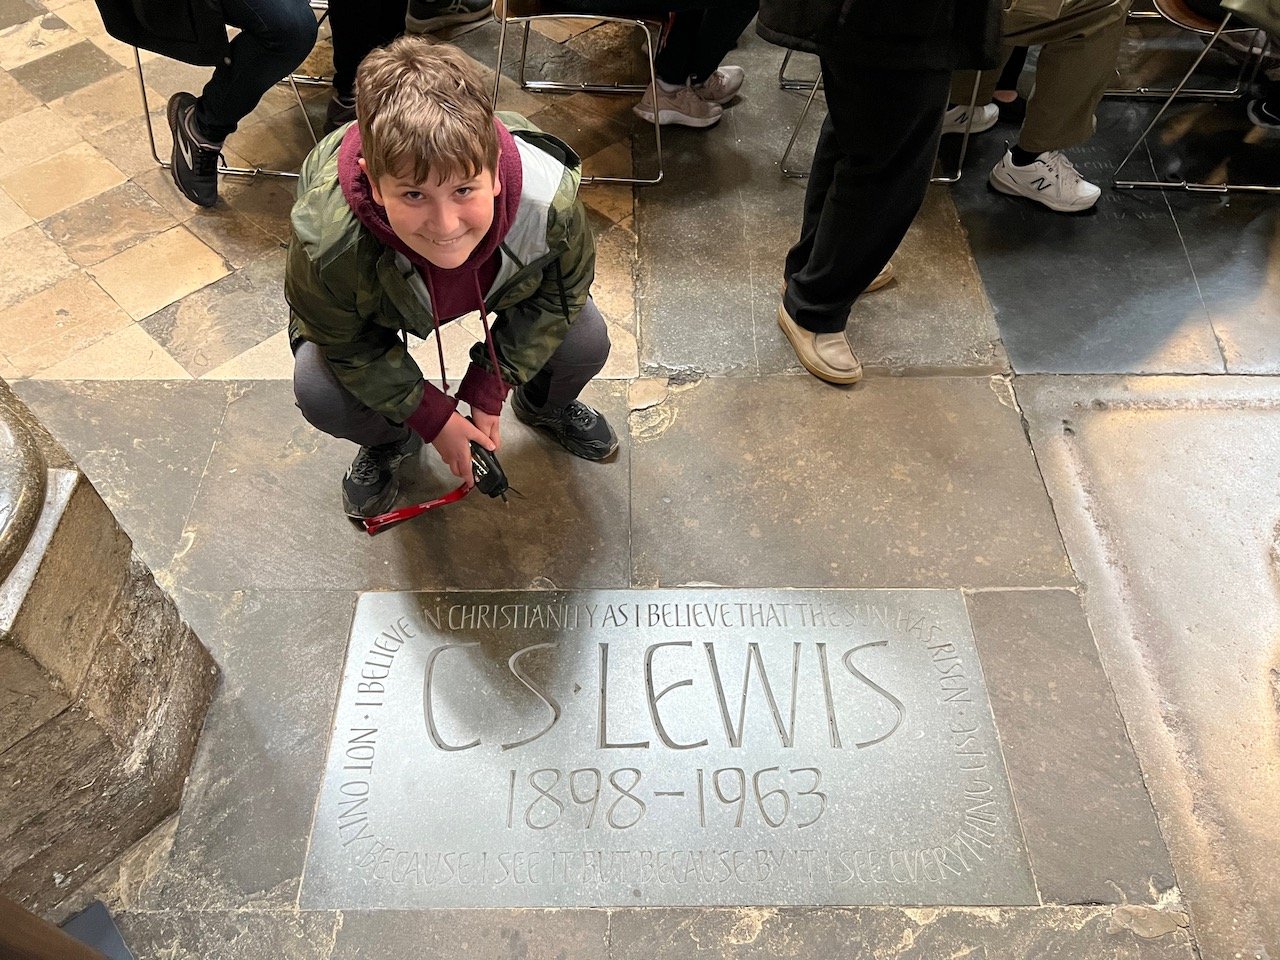 I BELIEVE IN CHRISTIANITY AS I BELIEVE THAT THE SUN HAS RISEN
NOT ONLY BECAUSE I SEE IT BUT BECAUSE BY IT I SEE EVERYTHING ELSE
C·S·LEWIS
1898–1963
N